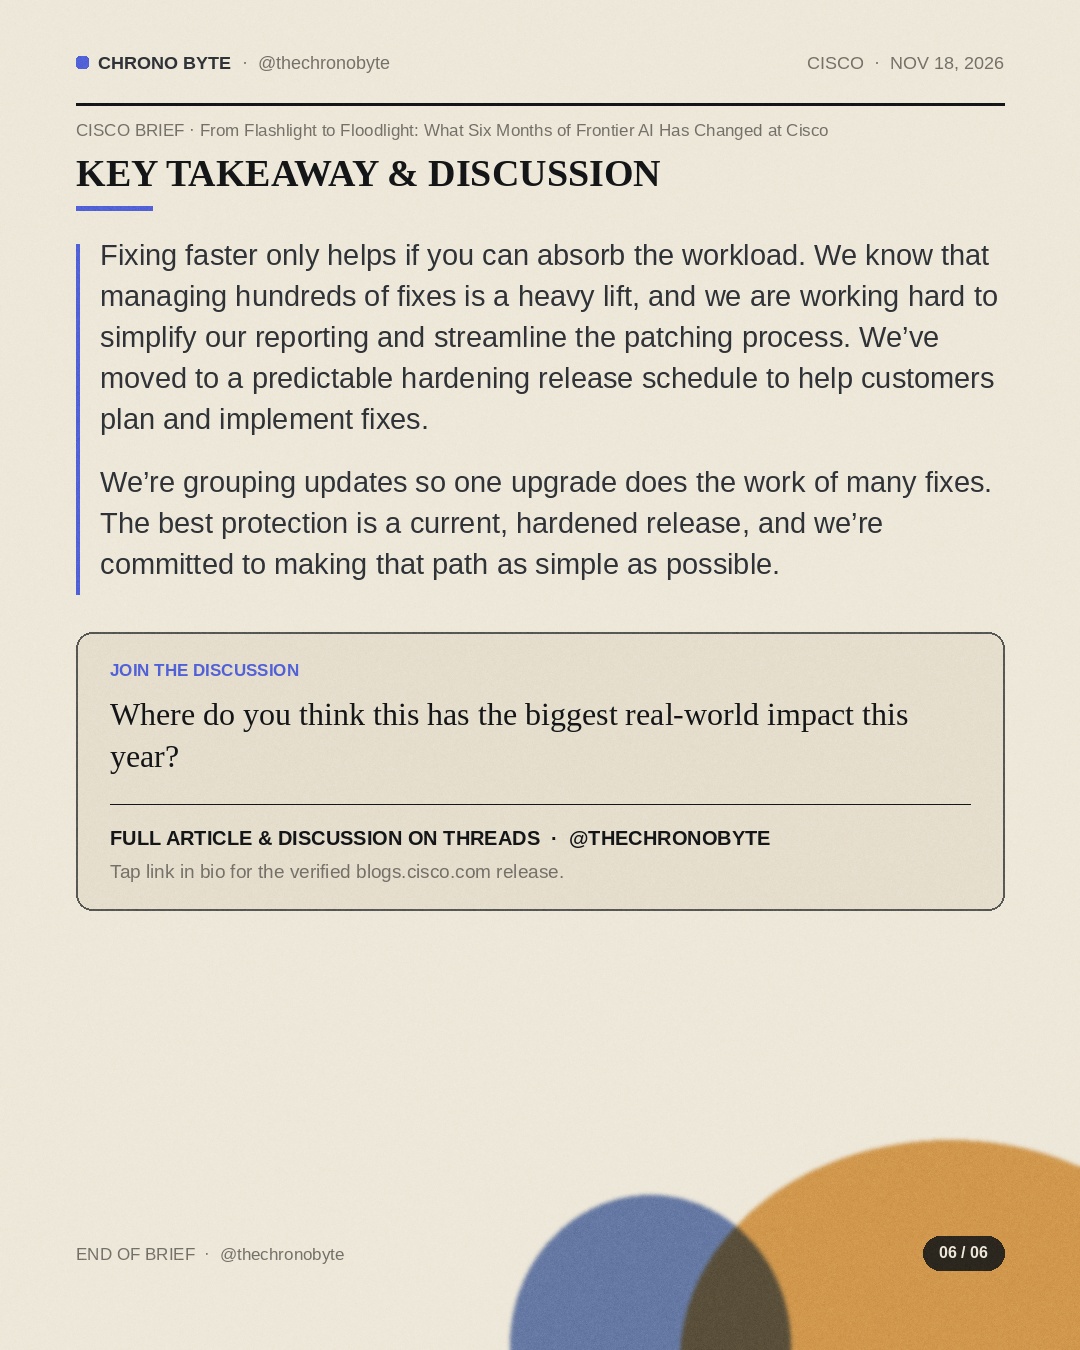 CHRONO BYTE · @thechronobyte
CISCO · NOV 18, 2026
CISCO BRIEF · From Flashlight to Floodlight: What Six Months of Frontier AI Has Changed at Cisco
KEY TAKEAWAY & DISCUSSION
Fixing faster only helps if you can absorb the workload. We know that
managing hundreds of fixes is a heavy lift, and we are working hard to
simplify our reporting and streamline the patching process. We’ve
moved to a predictable hardening release schedule to help customers
plan and implement fixes.
We’re grouping updates so one upgrade does the work of many fixes.
The best protection is a current, hardened release, and we’re
committed to making that path as simple as possible.
JOIN THE DISCUSSION
Where do you think this has the biggest real-world impact this
year?
FULL ARTICLE & DISCUSSION ON THREADS · @THECHRONOBYTE
Tap link in bio for the verified blogs.cisco.com release.
END OF BRIEF · @thechronobyte
06 / 06